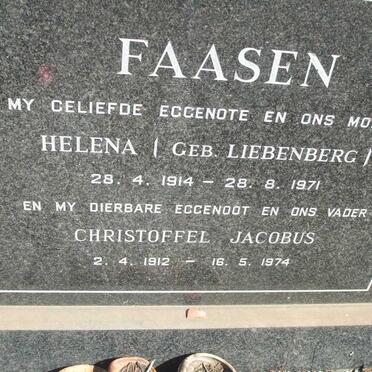 FAASEN
MY GELIEFDE EGGENOTE EN ONS MO
HELENA ( GEB. LIEBENBERG )
28. 4. 1914 – 28. 8. 1971
EN MY DIERBARE EGGENOOT EN ONS VADER
CHRISTOFFEL JACOBUS
2. 4. 1912 – 16. 5. 1974